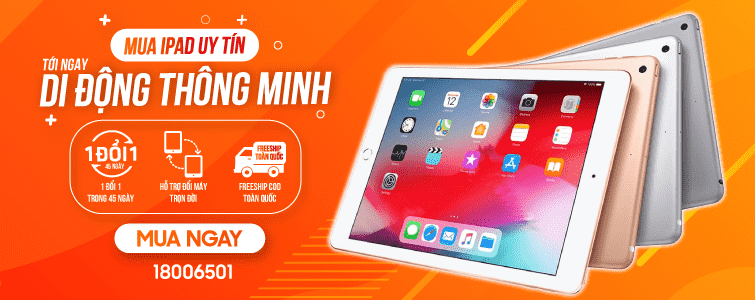 MUA IPAD UY TÍN
TỚI NGAY
DI ĐỘNG THÔNG MINH
1 ĐỔI 1
45 NGÀY
1 ĐỔI 1
TRONG 45 NGÀY
HỖ TRỢ ĐỔI MÁY
TRỌN ĐỜI
FREESHIP
TOÀN QUỐC
FREESHIP COD
TOÀN QUỐC
MUA NGAY
18006501